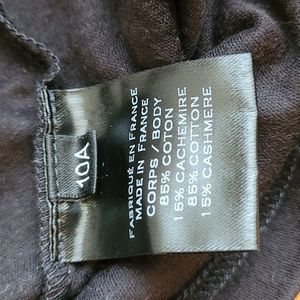 10A
FABRIQUÉ EN FRANCE
MADE IN FRANCE
CORPS / BODY
85% COTON
15% CACHEMIRE
85% COTTON
15% CASHMERE